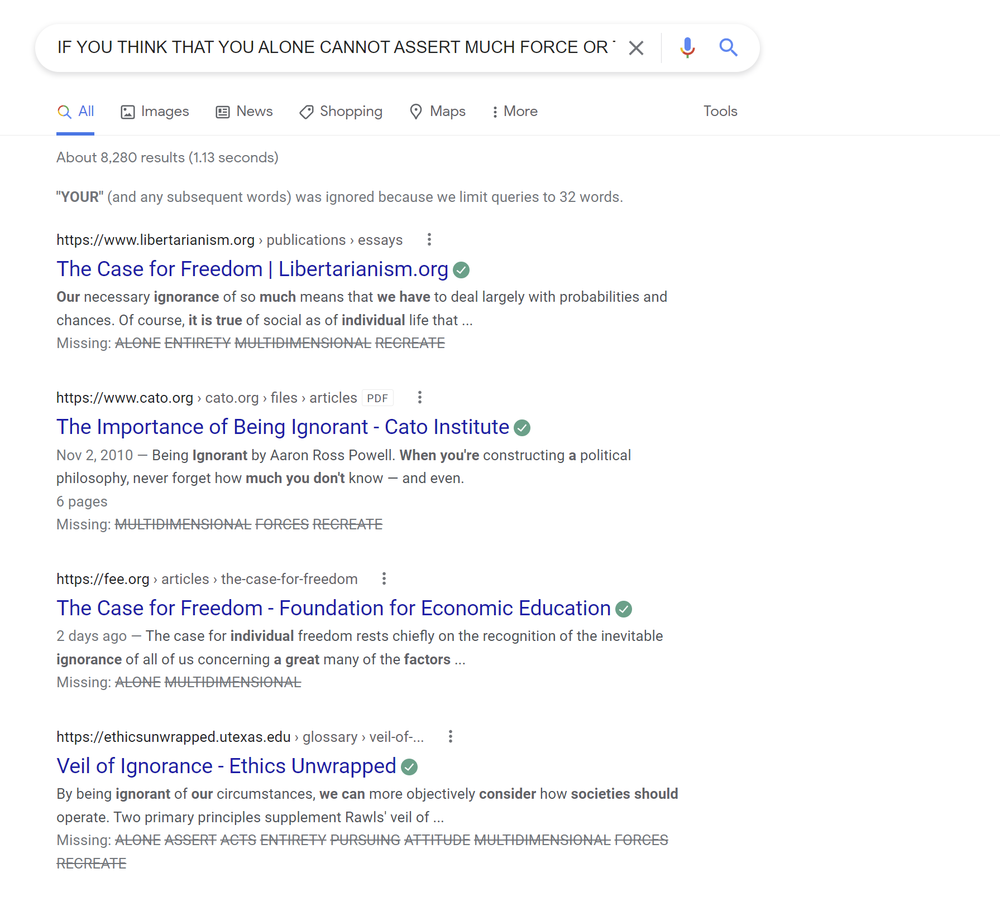 IF YOU THINK THAT YOU ALONE CANNOT ASSERT MUCH FORCE OR
All Images News Shopping Maps More Tools
About 8,280 results (1.13 seconds)
"YOUR" (and any subsequent words) was ignored because we limit queries to 32 words.
https://www.libertarianism.org › publications › essays
The Case for Freedom | Libertarianism.org
Our necessary ignorance of so much means that we have to deal largely with probabilities and
chances. Of course, it is true of social as of individual life that ...
Missing: ALONE ENTIRETY MULTIDIMENSIONAL RECREATE
https://www.cato.org › cato.org › files › articles PDF
The Importance of Being Ignorant - Cato Institute
Nov 2, 2010 — Being Ignorant by Aaron Ross Powell. When you're constructing a political
philosophy, never forget how much you don't know — and even.
6 pages
Missing: MULTIDIMENSIONAL FORCES RECREATE
https://fee.org › articles › the-case-for-freedom
The Case for Freedom - Foundation for Economic Education
2 days ago — The case for individual freedom rests chiefly on the recognition of the inevitable
ignorance of all of us concerning a great many of the factors ...
Missing: ALONE MULTIDIMENSIONAL
https://ethicsunwrapped.utexas.edu › glossary › veil-of-...
Veil of Ignorance - Ethics Unwrapped
By being ignorant of our circumstances, we can more objectively consider how societies should
operate. Two primary principles supplement Rawls' veil of ...
Missing: ALONE ASSERT ACTS ENTIRETY PURSUING ATTITUDE MULTIDIMENSIONAL FORCES
RECREATE